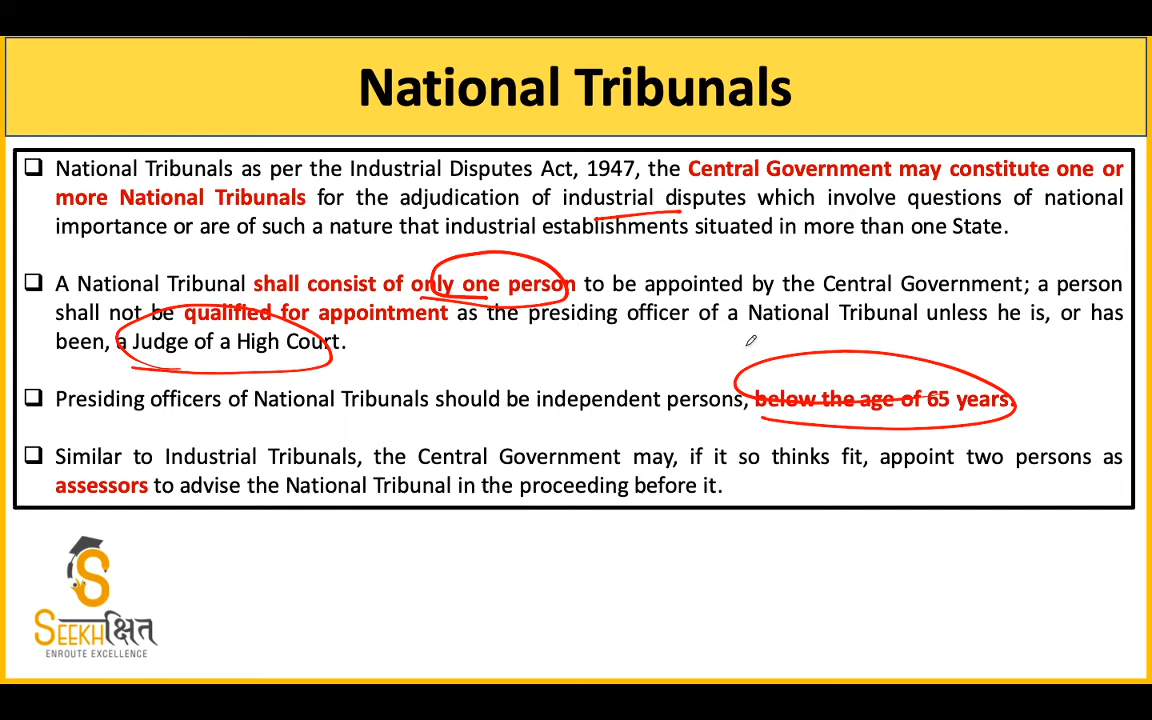 National Tribunals
National Tribunals as per the Industrial Disputes Act, 1947, the Central Government may constitute one or
more National Tribunals for the adjudication of industrial disputes which involve questions of national
importance or are of such a nature that industrial establishments situated in more than one State.
A National Tribunal shall consist of only one person to be appointed by the Central Government; a person
shall not be qualified for appointment as the presiding officer of a National Tribunal unless he is, or has
been, a Judge of a High Court.
Presiding officers of National Tribunals should be independent persons, below the age of 65 years.
Similar to Industrial Tribunals, the Central Government may, if it so thinks fit, appoint two persons as
assessors to advise the National Tribunal in the proceeding before it.
S
SEEKHक्षित
ENROUTE EXCELLENCE